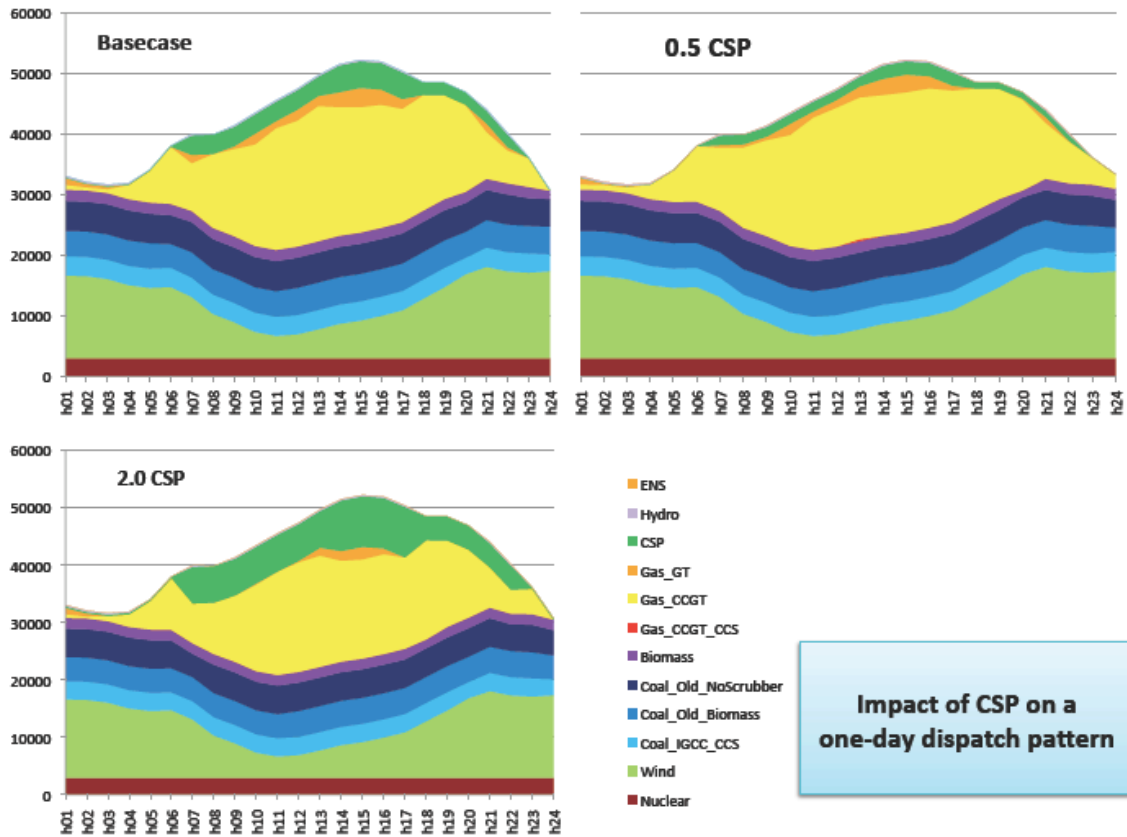 Basecase
60000
50000
40000
30000
20000
10000
0
h01 h02 h03 h04 h05 h06 h07 h08 h09 h10 h11 h12 h13 h14 h15 h16 h17 h18 h19 h20 h21 h22 h23 h24
0.5 CSP
h01 h02 h03 h04 h05 h06 h07 h08 h09 h10 h11 h12 h13 h14 h15 h16 h17 h18 h19 h20 h21 h22 h23 h24
2.0 CSP
60000
50000
40000
30000
20000
10000
0
h01 h02 h03 h04 h05 h06 h07 h08 h09 h10 h11 h12 h13 h14 h15 h16 h17 h18 h19 h20 h21 h22 h23 h24
ENS
Hydro
CSP
Gas_GT
Gas_CCGT
Gas_CCGT_CCS
Biomass
Coal_Old_NoScrubber
Coal_Old_Biomass
Coal_IGCC_CCS
Wind
Nuclear
Impact of CSP on a
one-day dispatch pattern